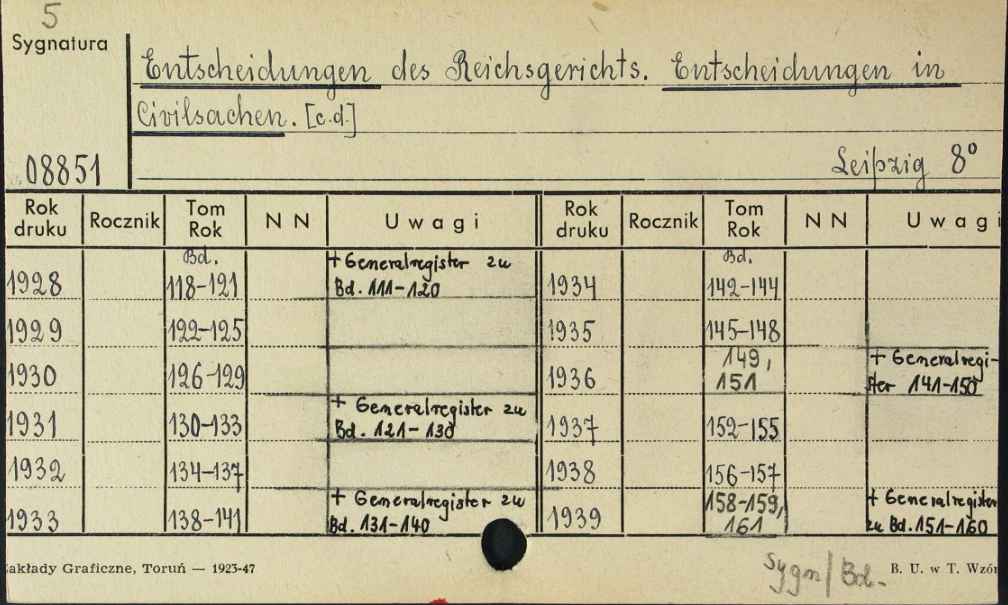 5
Sygnatura
Entscheidungen des Reichsgerichts. Entscheidungen in
Civilsachen. [c.d.]
08851
Leipzig 8°
Rok druku Rocznik Tom Rok N N Uwagi Rok druku Rocznik Tom Rok N N Uwagi
Bd. + Generalregister zu Bd.
1928 118-121 Bd. 111-120 1934 142-144
1929 122-125 1935 145-148
149, + Generalregi-
1930 126-129 1936 151 ster 141-150
+ Generalregister zu
1931 130-133 Bd. 121-130 1937 152-155
1932 134-137 1938 156-157
+ Generalregister zu 158-159, + Generalregister
1933 138-141 Bd. 131-140 1939 161 zu Bd. 151-160
akłady Graficzne, Toruń — 1923-47
Sygn/Bd.
B. U. w T. Wzór